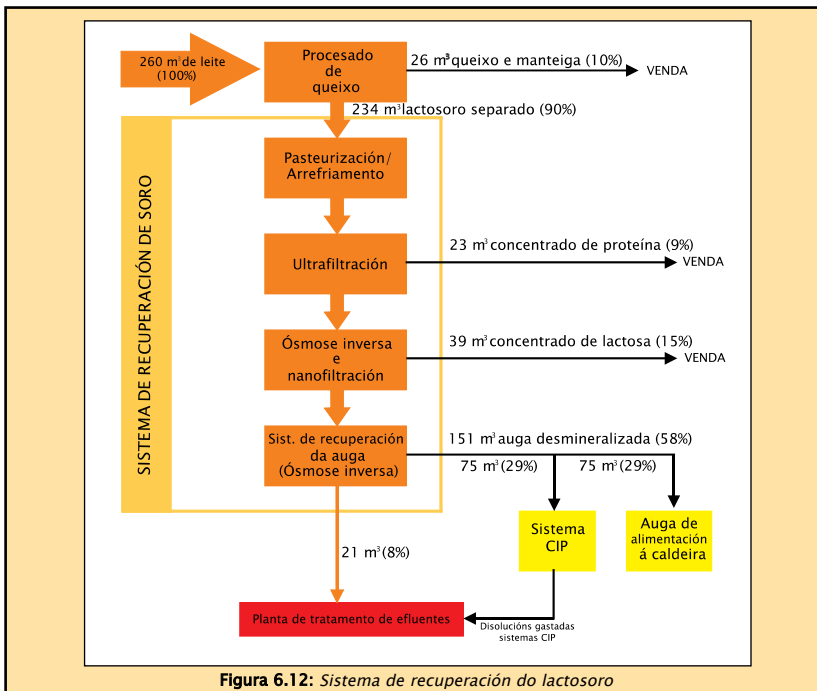 260 m³ de leite
(100%)
Procesado
de
queixo
26 m³ queixo e manteiga (10%)
VENDA
234 m³ lactosoro separado (90%)
SISTEMA DE RECUPERACIÓN DE SORO
Pasteurización/
Arrefriamento
Ultrafiltración
23 m³ concentrado de proteína (9%)
VENDA
Ósmose inversa
e
nanofiltración
39 m³ concentrado de lactosa (15%)
VENDA
Sist. de recuperación
da auga
(Ósmose inversa)
151 m³ auga desmineralizada (58%)
75 m³ (29%)
75 m³ (29%)
Sistema
CIP
Auga de
alimentación
á caldeira
21 m³ (8%)
Planta de tratamento de efluentes
Disolucións gastadas
sistemas CIP
Figura 6.12: Sistema de recuperación do lactosoro